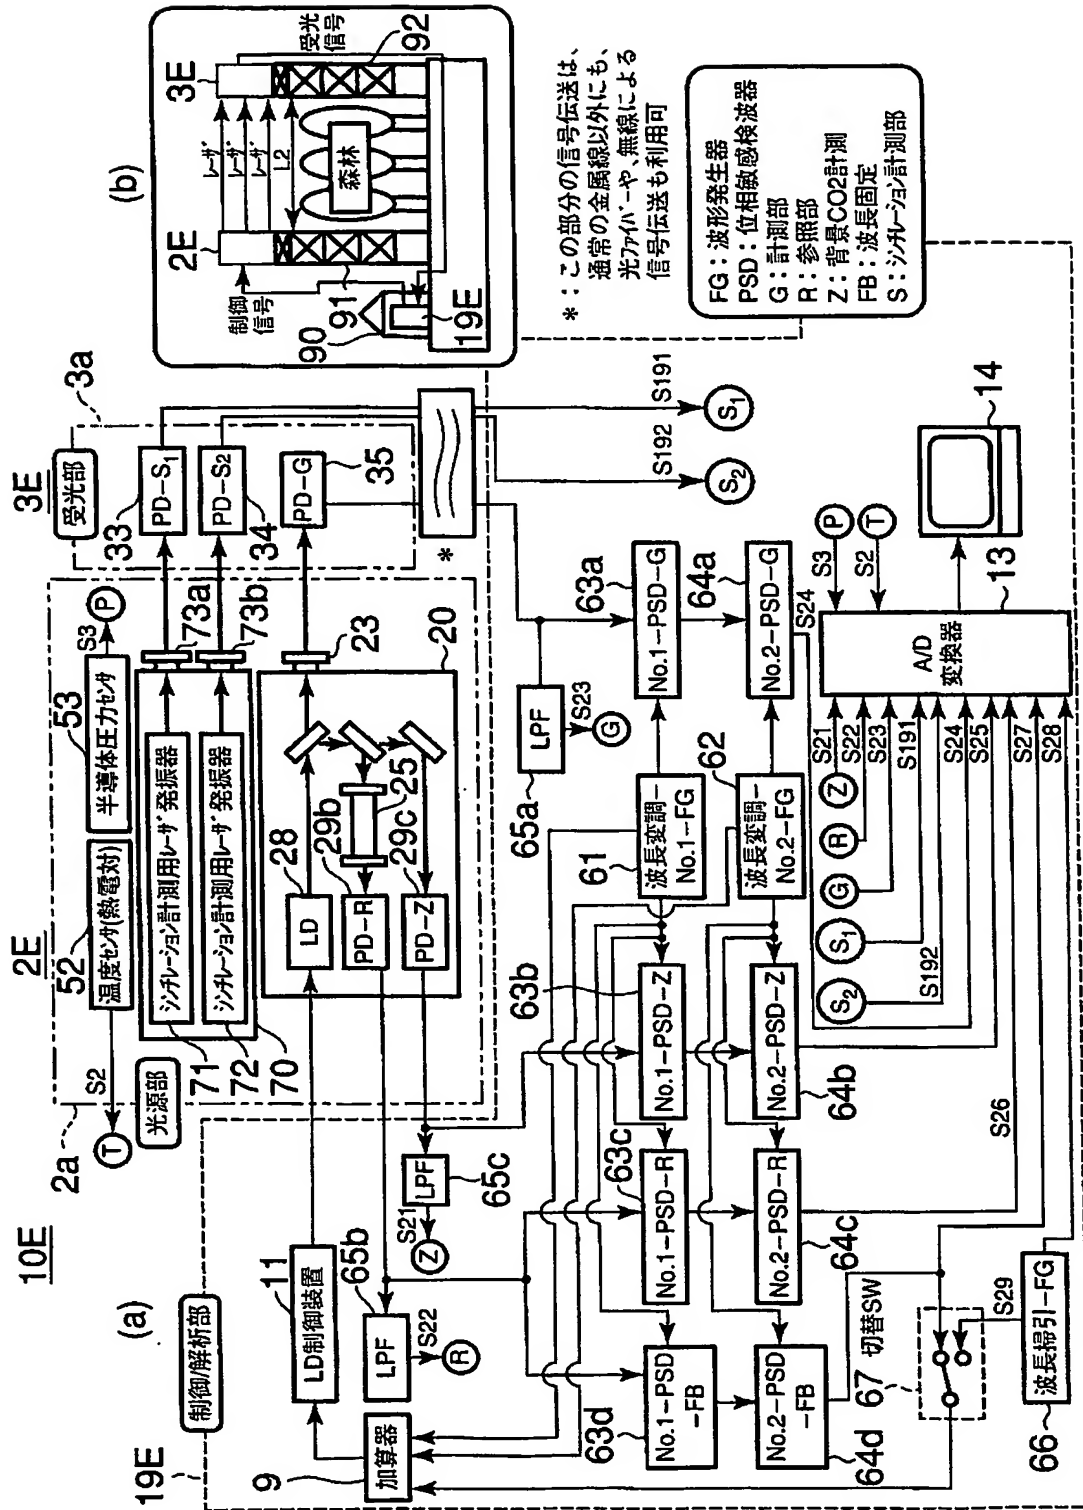 10E
(a)
19E
制御/解析部
9
加算器
11
LD制御装置
65b
LPF
S22
R
S21
Z
LPF
65c
2a
光源部
2E
S2
T
52
温度センサ(熱電対)
53
半導体圧力センサ
S3
P
シンチレーション計測用レーザ発振器
シンチレーション計測用レーザ発振器
71
72
70
73a
73b
28
LD
29b
PD-R
25
29c
PD-Z
23
20
3E
受光部
3a
33
PD-S1
34
PD-S2
PD-G
35
*
S191
S192
S1
S2
(b)
2E
3E
制御
信号
受光
信号
レーザ
レーザ
レーザ
L2
森林
90
91
92
19E
*:この部分の信号伝送は、
通常の金属線以外にも、
光ファイバーや、無線による
信号伝送も利用可
FG:波形発生器
PSD:位相敏感検波器
G:計測部
R:参照部
Z:背景CO2計測
FB:波長固定
S:シンチレーション計測部
65a
LPF
S23
G
63a
No.1-PSD-G
64a
No.2-PSD-G
S24
61
波長変調-
No.1-FG
62
波長変調-
No.2-FG
63b
No.1-PSD-Z
No.2-PSD-Z
64b
63c
No.1-PSD-R
No.2-PSD-R
64c
63d
No.1-PSD
-FB
No.2-PSD
-FB
64d
67
切替SW
S29
66
波長掃引-FG
S26
Z
R
G
S1
S2
S192
S21
S22
S23
S191
S24
S25
S27
S28
A/D
変換器
S3
P
S2
T
13
14